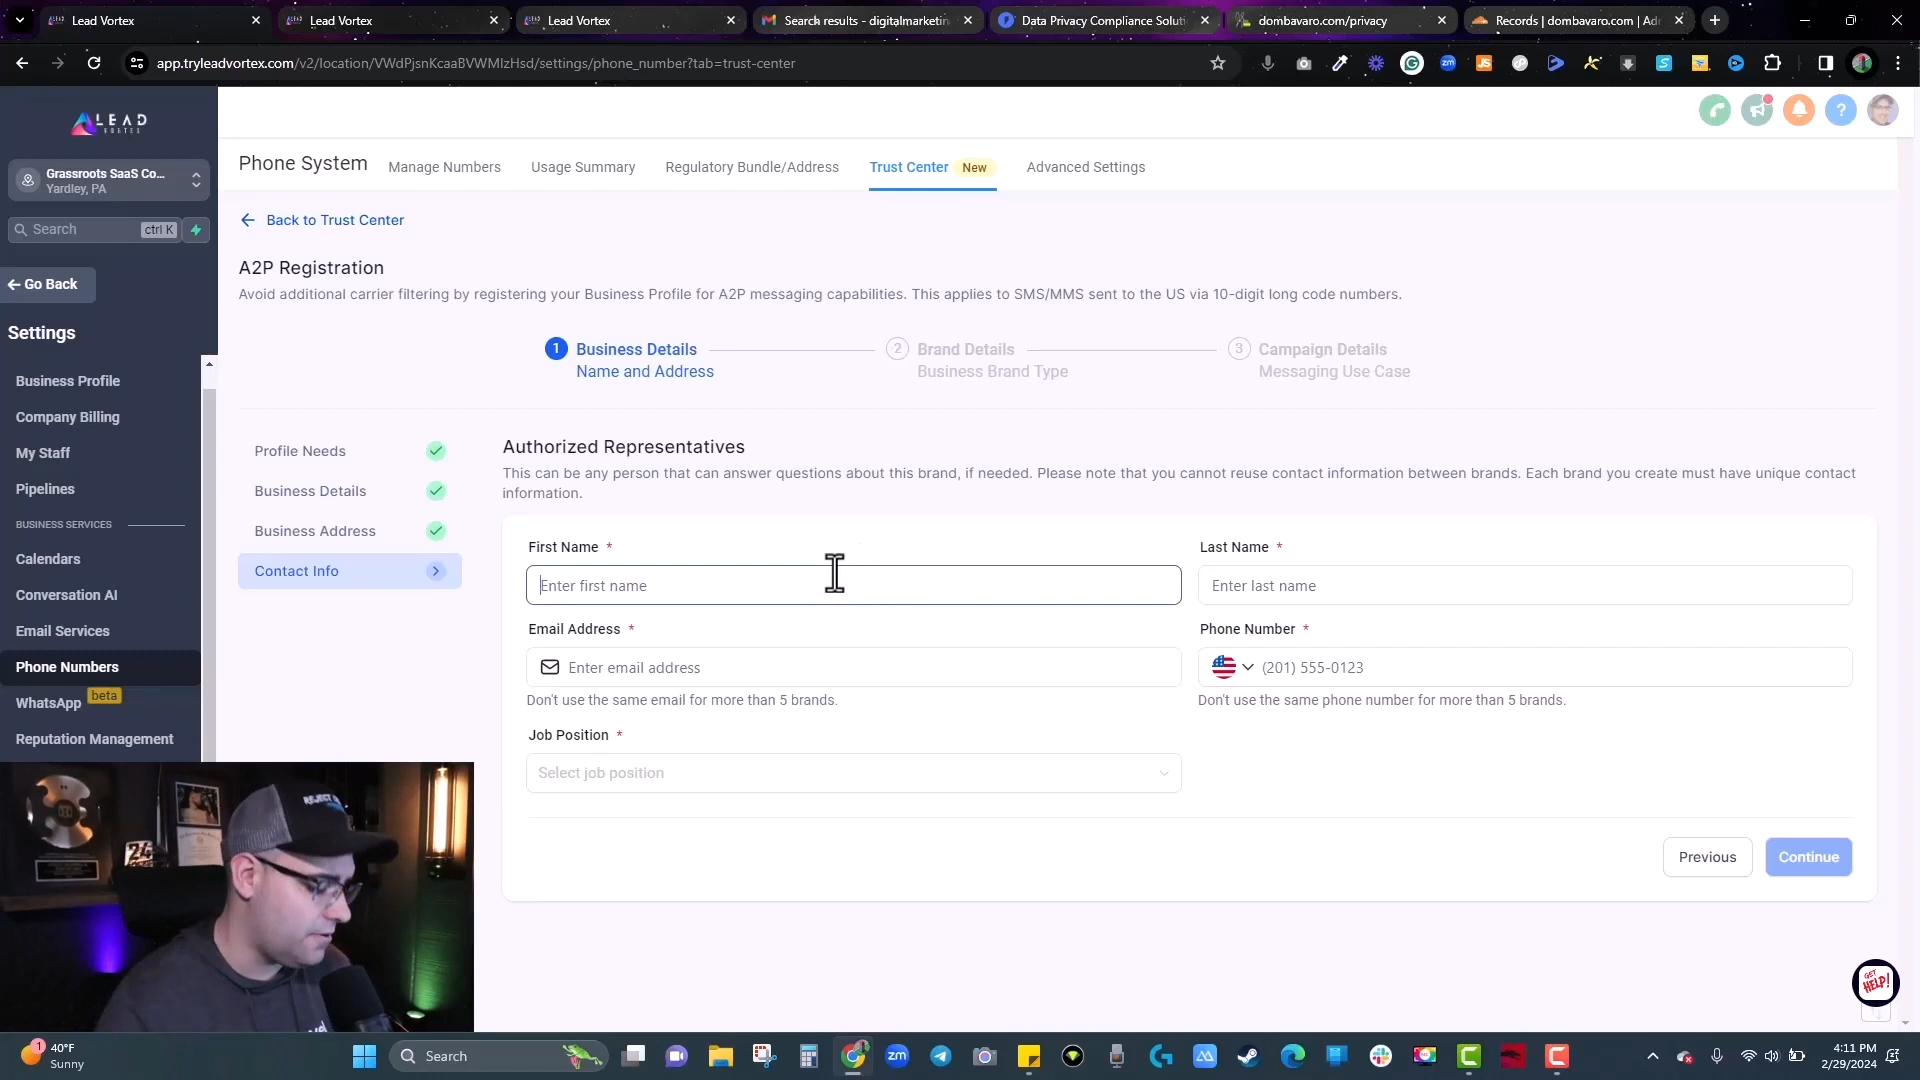 Lead Vortex
Lead Vortex
Lead Vortex
Search results - digitalmarketin
Data Privacy Compliance Soluti
dombavaro.com/privacy
Records | dombavaro.com | Ad
app.tryleadvortex.com/v2/location/VWdPjsnKcaaBVWMIzHsd/settings/phone_number?tab=trust-center
LEAD
VORTEX
Grassroots SaaS Co...
Yardley, PA
Search ctrl K
Go Back
Settings
Business Profile
Company Billing
My Staff
Pipelines
BUSINESS SERVICES
Calendars
Conversation AI
Email Services
Phone Numbers
WhatsApp beta
Reputation Management
Phone System
Manage Numbers
Usage Summary
Regulatory Bundle/Address
Trust Center New
Advanced Settings
Back to Trust Center
A2P Registration
Avoid additional carrier filtering by registering your Business Profile for A2P messaging capabilities. This applies to SMS/MMS sent to the US via 10-digit long code numbers.
1 Business Details
Name and Address
2 Brand Details
Business Brand Type
3 Campaign Details
Messaging Use Case
Profile Needs
Business Details
Business Address
Contact Info
Authorized Representatives
This can be any person that can answer questions about this brand, if needed. Please note that you cannot reuse contact information between brands. Each brand you create must have unique contact
information.
First Name *
Enter first name
Last Name *
Enter last name
Email Address *
Enter email address
Don't use the same email for more than 5 brands.
Phone Number *
(201) 555-0123
Don't use the same phone number for more than 5 brands.
Job Position *
Select job position
Previous
Continue
GET
HELP!
40°F
Sunny
Search
4:11 PM
2/29/2024